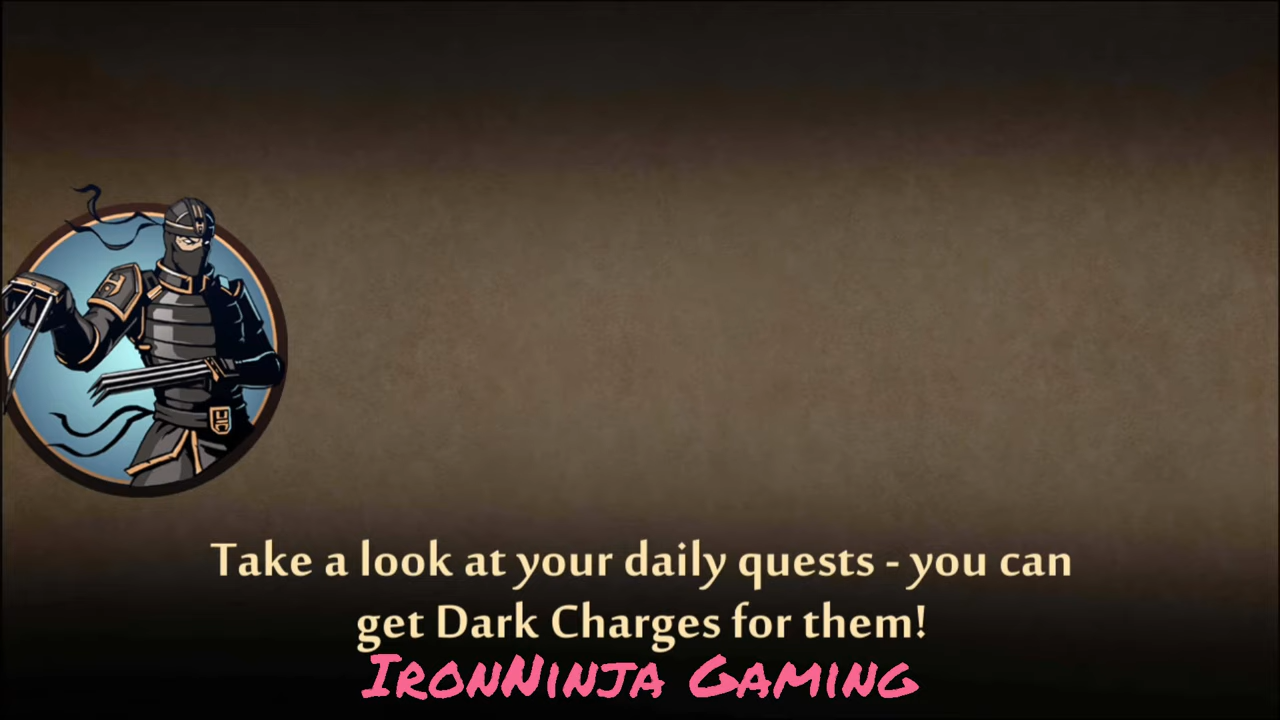 Take a look at your daily quests - you can
get Dark Charges for them!
IronNinja Gaming